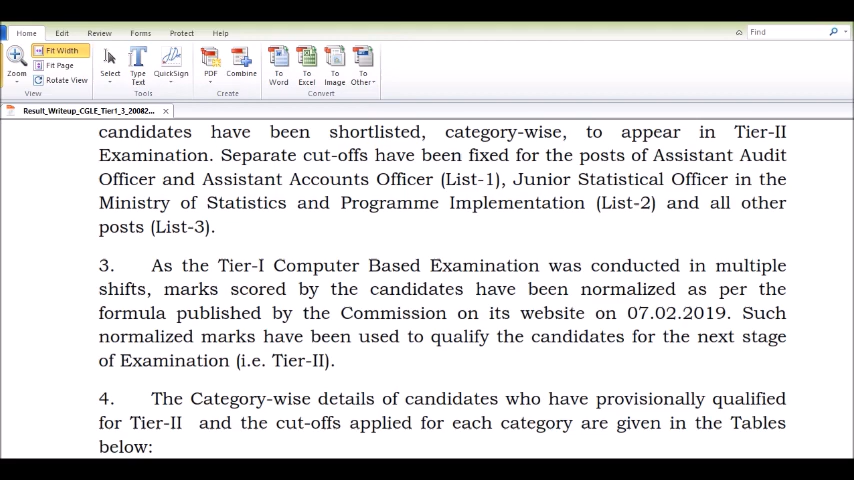 Home Edit Review Forms Protect Help Find
Fit Width
Fit Page
Rotate View
Zoom Select Type Text QuickSign PDF Combine To Word To Excel To Image To Other
View Tools Create Convert
Result_Writeup_CGLE_Tier1_3_20082...
candidates have been shortlisted, category-wise, to appear in Tier-II
Examination. Separate cut-offs have been fixed for the posts of Assistant Audit
Officer and Assistant Accounts Officer (List-1), Junior Statistical Officer in the
Ministry of Statistics and Programme Implementation (List-2) and all other
posts (List-3).
3. As the Tier-I Computer Based Examination was conducted in multiple
shifts, marks scored by the candidates have been normalized as per the
formula published by the Commission on its website on 07.02.2019. Such
normalized marks have been used to qualify the candidates for the next stage
of Examination (i.e. Tier-II).
4. The Category-wise details of candidates who have provisionally qualified
for Tier-II and the cut-offs applied for each category are given in the Tables
below: